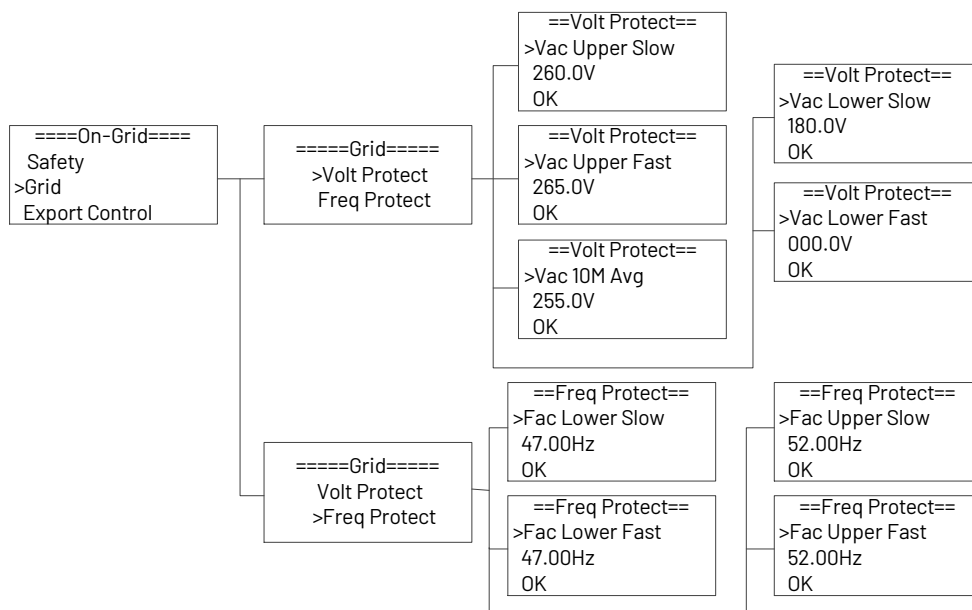 ====On-Grid====
Safety
>Grid
Export Control
=====Grid=====
>Volt Protect
Freq Protect
==Volt Protect==
>Vac Upper Slow
260.0V
OK
==Volt Protect==
>Vac Upper Fast
265.0V
OK
==Volt Protect==
>Vac 10M Avg
255.0V
OK
==Volt Protect==
>Vac Lower Slow
180.0V
OK
==Volt Protect==
>Vac Lower Fast
000.0V
OK
=====Grid=====
Volt Protect
>Freq Protect
==Freq Protect==
>Fac Lower Slow
47.00Hz
OK
==Freq Protect==
>Fac Lower Fast
47.00Hz
OK
==Freq Protect==
>Fac Upper Slow
52.00Hz
OK
==Freq Protect==
>Fac Upper Fast
52.00Hz
OK